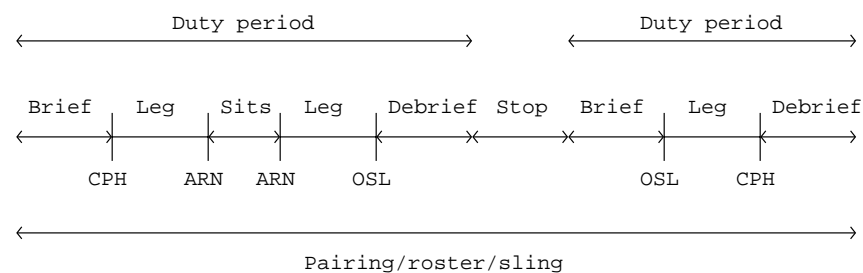 Duty period Duty period
Brief Leg Sits Leg Debrief Stop Brief Leg Debrief
CPH ARN ARN OSL OSL CPH
Pairing/roster/sling